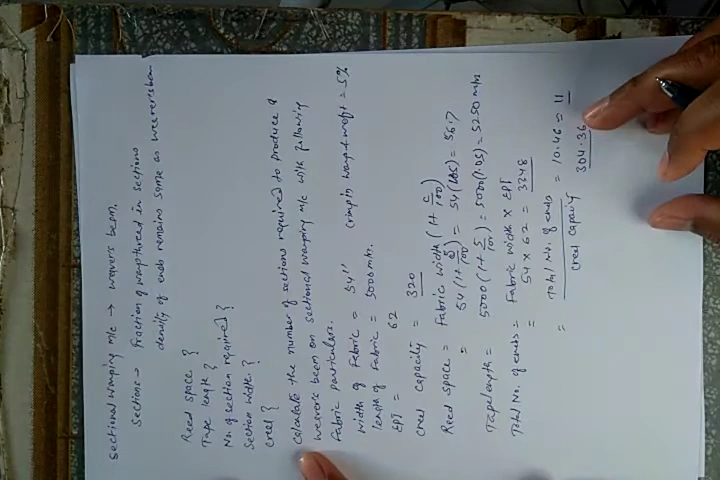 Sectional Warping m/c → weaver's beam.
Sections → Fraction of warp thread in sections
density of ends remains same as weaver's beam
Reed space ?
Tape length ?
No. of section required ?
Section width ?
creel ?
Calculate the number of sections required to produce a
weaver's beam on sectional warping m/c with following
fabric particulars.
Width of Fabric = 54" crimp in warp & weft = 5%
length of Fabric = 5000 mtrs.
EPI = 62
Creel capacity = 320
Reed space = Fabric width (1 + C/100)
= 54 (1 + 5/100) = 54 (1.05) = 56.7
Tape length = 5000 (1 + 5/100) = 5000 (1.05) = 5250 mtrs
Total No. of ends = Fabric width × EPI
= 54 × 62 = 3348
= Total No. of ends / creel capacity = 10.46 = 11
304.36